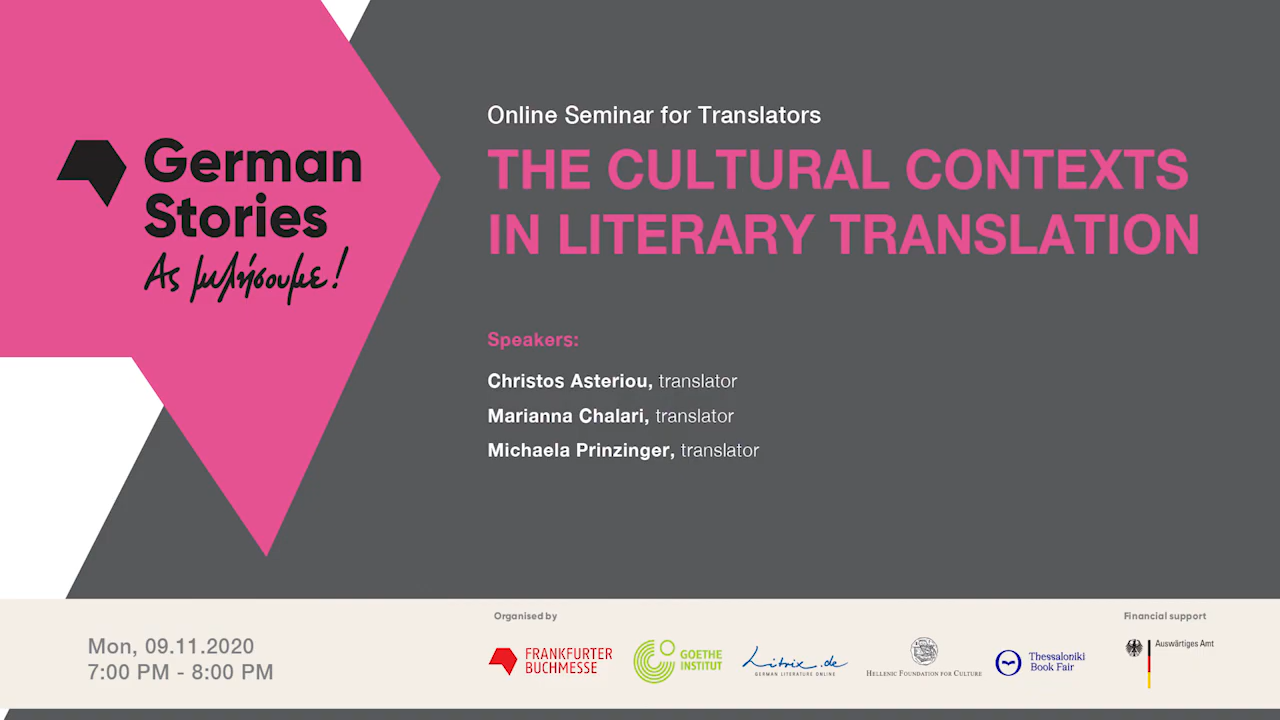 German
Stories
Ας μιλήσουμε!
Online Seminar for Translators
THE CULTURAL CONTEXTS
IN LITERARY TRANSLATION
Speakers:
Christos Asteriou, translator
Marianna Chalari, translator
Michaela Prinzinger, translator
Mon, 09.11.2020
7:00 PM - 8:00 PM
Organised by
FRANKFURTER
BUCHMESSE
GOETHE
INSTITUT
Litrix.de
GERMAN LITERATURE ONLINE
HELLENIC FOUNDATION FOR CULTURE
Thessaloniki
Book Fair
Financial support
Auswärtiges Amt